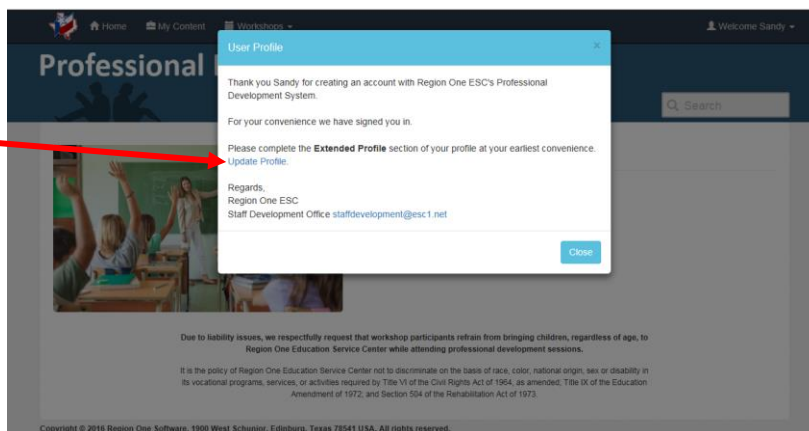 Home My Content Workshops Welcome Sandy
User Profile ×
Professional
Thank you Sandy for creating an account with Region One ESC's Professional
Development System.
Search
For your convenience we have signed you in.
Please complete the Extended Profile section of your profile at your earliest convenience.
Update Profile.
Regards,
Region One ESC
Staff Development Office staffdevelopment@esc1.net
Close
Due to liability issues, we respectfully request that workshop participants refrain from bringing children, regardless of age, to
Region One Education Service Center while attending professional development sessions.
It is the policy of Region One Education Service Center not to discriminate on the basis of race, color, national origin, sex or disability in
its vocational programs, services, or activities required by Title VI of the Civil Rights Act of 1964, as amended; Title IX of the Education
Amendment of 1972; and Section 504 of the Rehabilitation Act of 1973.
Copyright © 2016 Region One Software, 1900 West Schunior, Edinburg, Texas 78541 USA. All rights reserved.